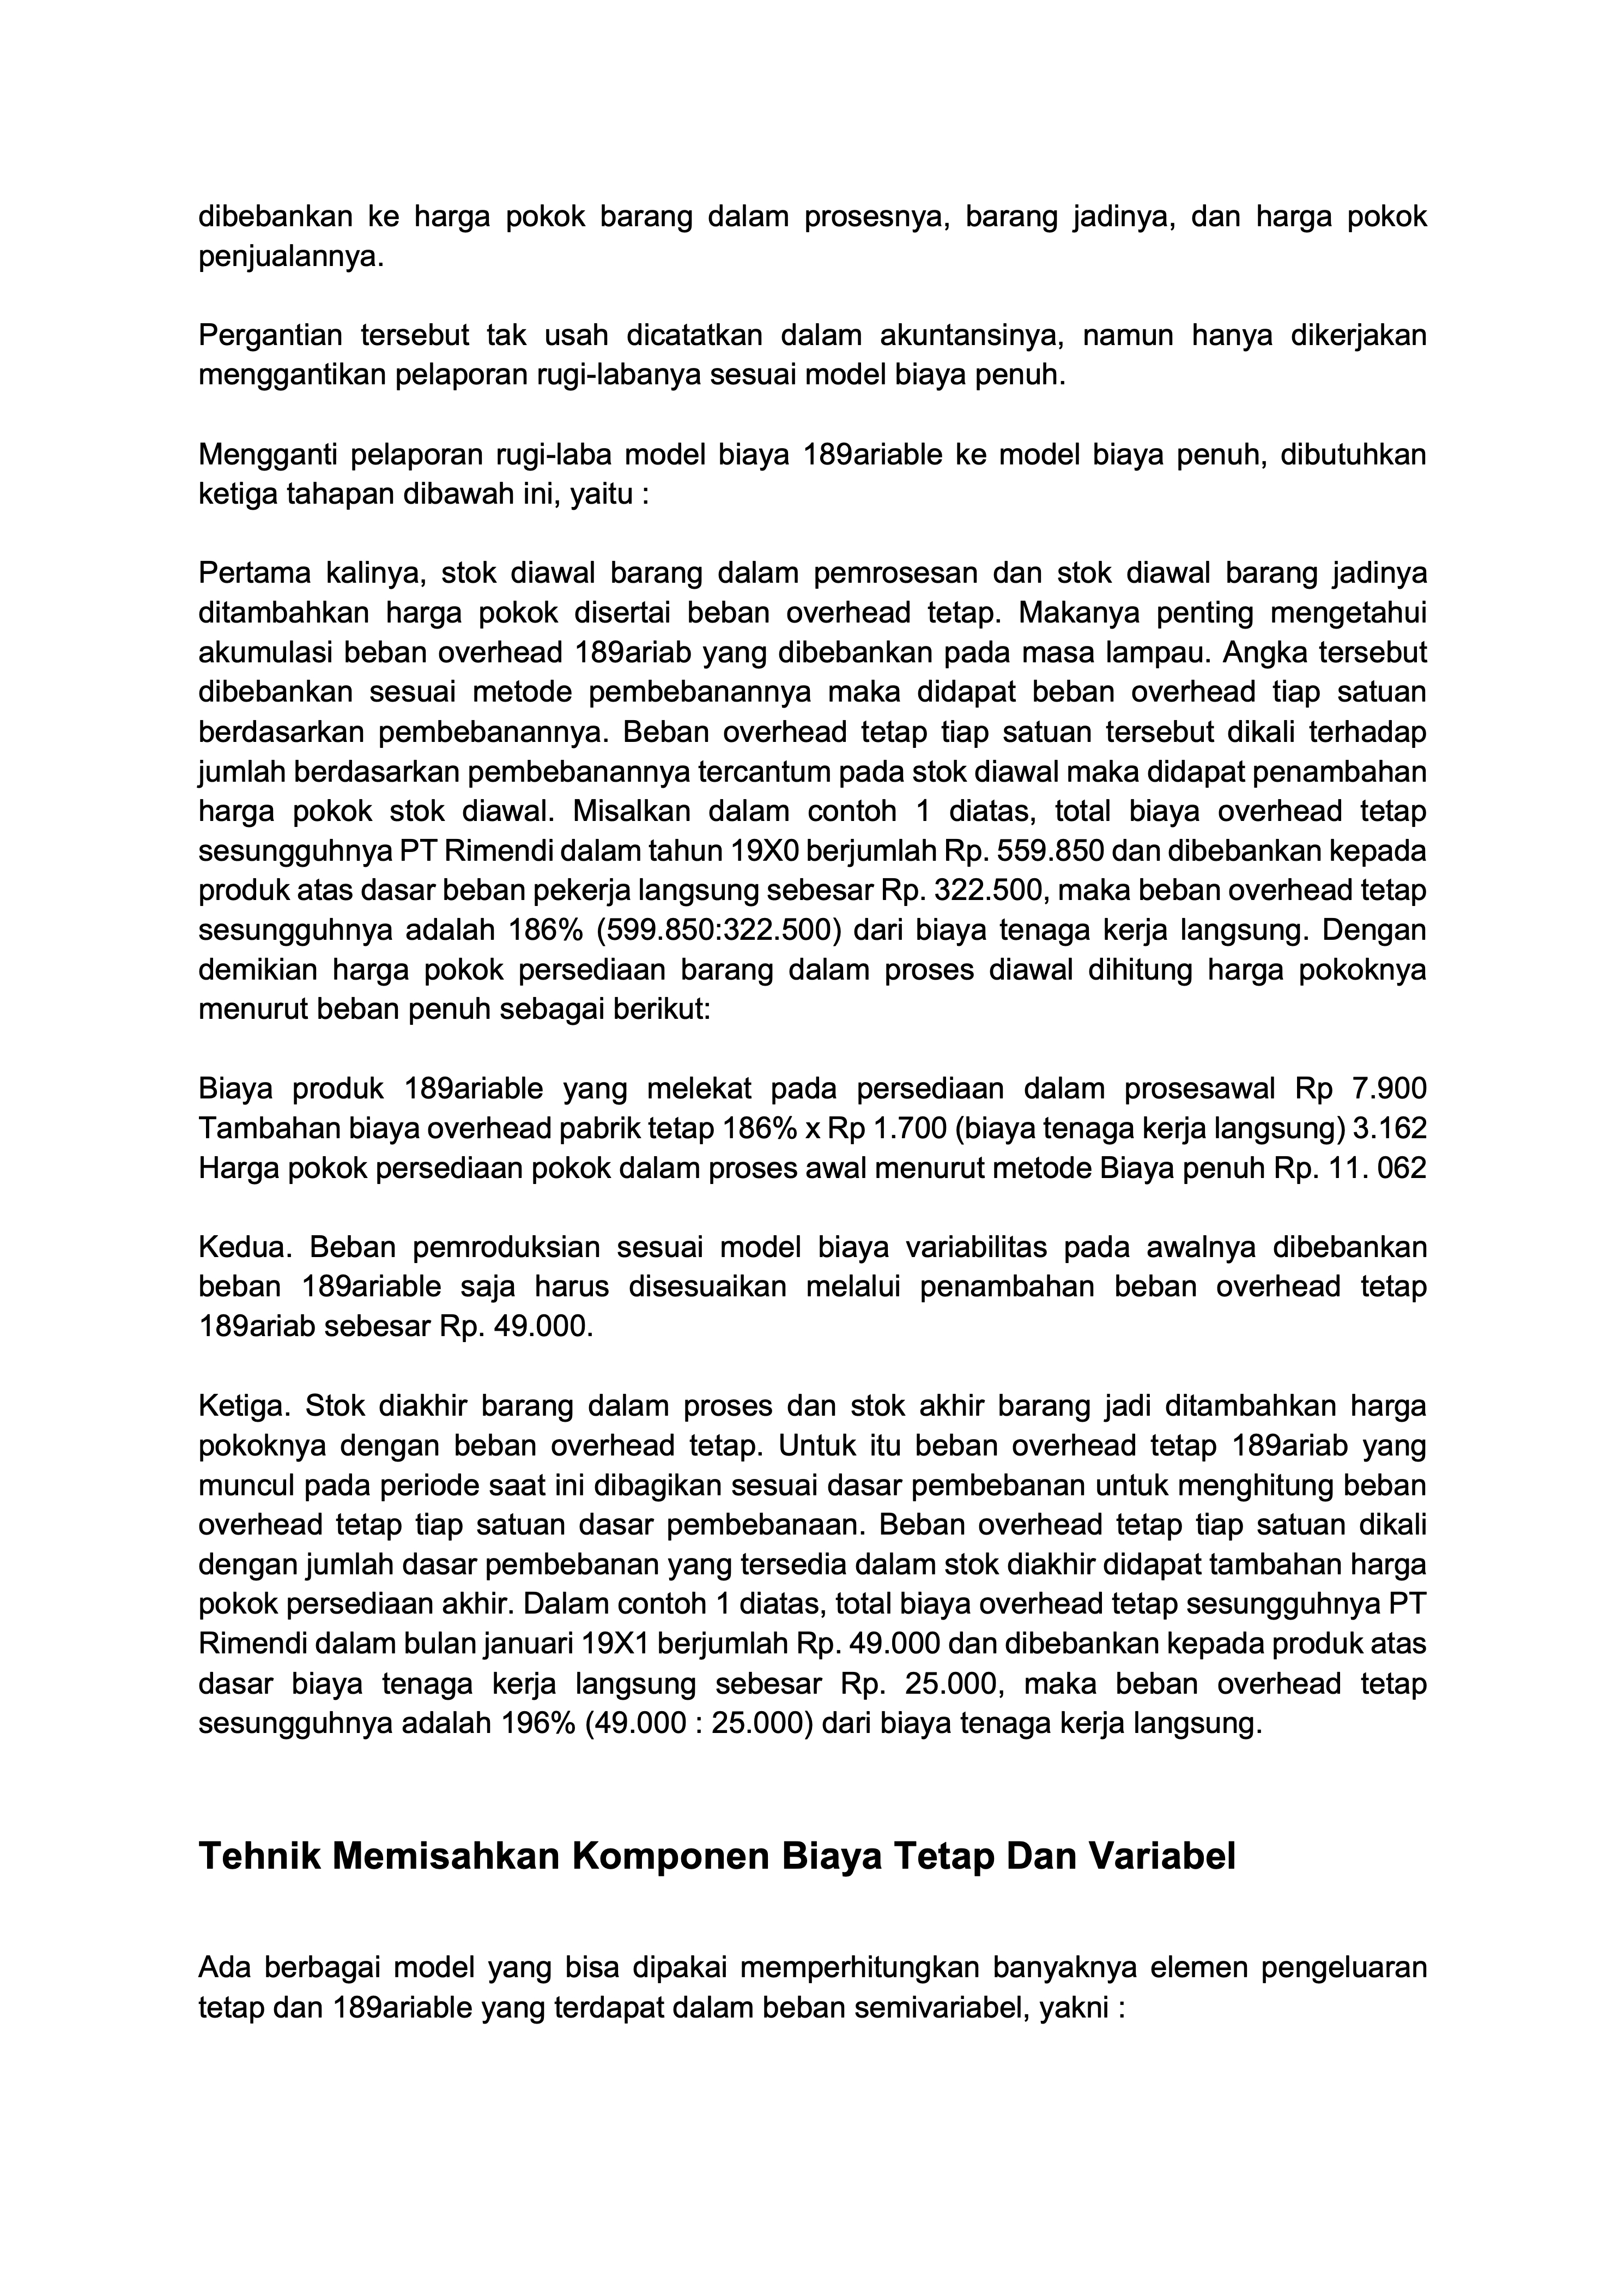 dibebankan ke harga pokok barang dalam prosesnya, barang jadinya, dan harga pokok
penjualannya.
Pergantian tersebut tak usah dicatatkan dalam akuntansinya, namun hanya dikerjakan
menggantikan pelaporan rugi-labanya sesuai model biaya penuh.
Mengganti pelaporan rugi-laba model biaya 189ariable ke model biaya penuh, dibutuhkan
ketiga tahapan dibawah ini, yaitu :
Pertama kalinya, stok diawal barang dalam pemrosesan dan stok diawal barang jadinya
ditambahkan harga pokok disertai beban overhead tetap. Makanya penting mengetahui
akumulasi beban overhead 189ariab yang dibebankan pada masa lampau. Angka tersebut
dibebankan sesuai metode pembebanannya maka didapat beban overhead tiap satuan
berdasarkan pembebanannya. Beban overhead tetap tiap satuan tersebut dikali terhadap
jumlah berdasarkan pembebanannya tercantum pada stok diawal maka didapat penambahan
harga pokok stok diawal. Misalkan dalam contoh 1 diatas, total biaya overhead tetap
sesungguhnya PT Rimendi dalam tahun 19X0 berjumlah Rp. 559.850 dan dibebankan kepada
produk atas dasar beban pekerja langsung sebesar Rp. 322.500, maka beban overhead tetap
sesungguhnya adalah 186% (599.850:322.500) dari biaya tenaga kerja langsung. Dengan
demikian harga pokok persediaan barang dalam proses diawal dihitung harga pokoknya
menurut beban penuh sebagai berikut:
Biaya produk 189ariable yang melekat pada persediaan dalam prosesawal Rp 7.900
Tambahan biaya overhead pabrik tetap 186% x Rp 1.700 (biaya tenaga kerja langsung) 3.162
Harga pokok persediaan pokok dalam proses awal menurut metode Biaya penuh Rp. 11. 062
Kedua. Beban pemroduksian sesuai model biaya variabilitas pada awalnya dibebankan
beban 189ariable saja harus disesuaikan melalui penambahan beban overhead tetap
189ariab sebesar Rp. 49.000.
Ketiga. Stok diakhir barang dalam proses dan stok akhir barang jadi ditambahkan harga
pokoknya dengan beban overhead tetap. Untuk itu beban overhead tetap 189ariab yang
muncul pada periode saat ini dibagikan sesuai dasar pembebanan untuk menghitung beban
overhead tetap tiap satuan dasar pembebanaan. Beban overhead tetap tiap satuan dikali
dengan jumlah dasar pembebanan yang tersedia dalam stok diakhir didapat tambahan harga
pokok persediaan akhir. Dalam contoh 1 diatas, total biaya overhead tetap sesungguhnya PT
Rimendi dalam bulan januari 19X1 berjumlah Rp. 49.000 dan dibebankan kepada produk atas
dasar biaya tenaga kerja langsung sebesar Rp. 25.000, maka beban overhead tetap
sesungguhnya adalah 196% (49.000 : 25.000) dari biaya tenaga kerja langsung.
Tehnik Memisahkan Komponen Biaya Tetap Dan Variabel
Ada berbagai model yang bisa dipakai memperhitungkan banyaknya elemen pengeluaran
tetap dan 189ariable yang terdapat dalam beban semivariabel, yakni :